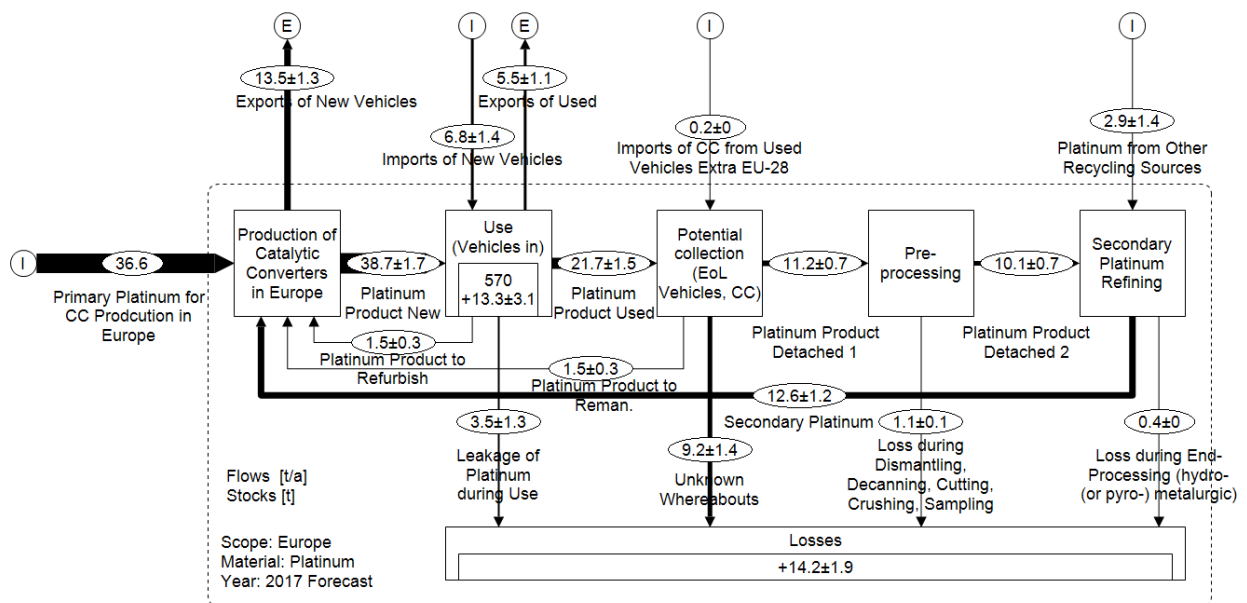 E
I
E
I
I
13.5±1.3
Exports of New Vehicles
5.5±1.1
Exports of Used
6.8±1.4
Imports of New Vehicles
0.2±0
Imports of CC from Used
Vehicles Extra EU-28
2.9±1.4
Platinum from Other
Recycling Sources
I
36.6
Primary Platinum for
CC Prodcution in
Europe
Production of
Catalytic
Converters
in Europe
38.7±1.7
Platinum
Product New
Use
(Vehicles in)
570
+13.3±3.1
21.7±1.5
Platinum
Product Used
Potential
collection
(EoL
Vehicles, CC)
11.2±0.7
Platinum Product
Detached 1
Pre-
processing
10.1±0.7
Platinum Product
Detached 2
Secondary
Platinum
Refining
1.5±0.3
Platinum Product to
Refurbish
1.5±0.3
Platinum Product to
Reman.
12.6±1.2
Secondary Platinum
3.5±1.3
Leakage of
Platinum
during Use
9.2±1.4
Unknown
Whereabouts
1.1±0.1
Loss during
Dismantling,
Decanning, Cutting,
Crushing, Sampling
0.4±0
Loss during End-
Processing (hydro-
(or pyro-) metalurgic)
Flows [t/a]
Stocks [t]
Scope: Europe
Material: Platinum
Year: 2017 Forecast
Losses
+14.2±1.9